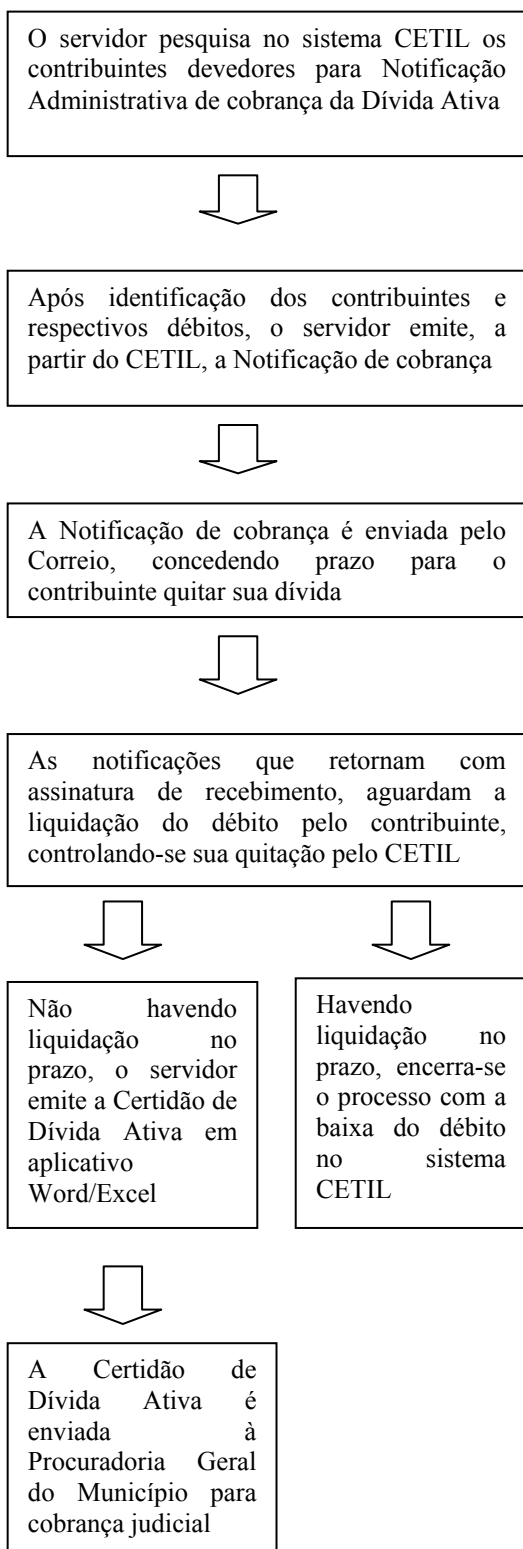 O servidor pesquisa no sistema CETIL os
contribuintes devedores para Notificação
Administrativa de cobrança da Dívida Ativa
Após identificação dos contribuintes e
respectivos débitos, o servidor emite, a
partir do CETIL, a Notificação de cobrança
A Notificação de cobrança é enviada pelo
Correio, concedendo prazo para o
contribuinte quitar sua dívida
As notificações que retornam com
assinatura de recebimento, aguardam a
liquidação do débito pelo contribuinte,
controlando-se sua quitação pelo CETIL
Não havendo
liquidação no
prazo, o servidor
emite a Certidão de
Dívida Ativa em
aplicativo
Word/Excel
Havendo
liquidação no
prazo, encerra-se
o processo com a
baixa do débito
no sistema
CETIL
A Certidão de
Dívida Ativa é
enviada à
Procuradoria Geral
do Município para
cobrança judicial